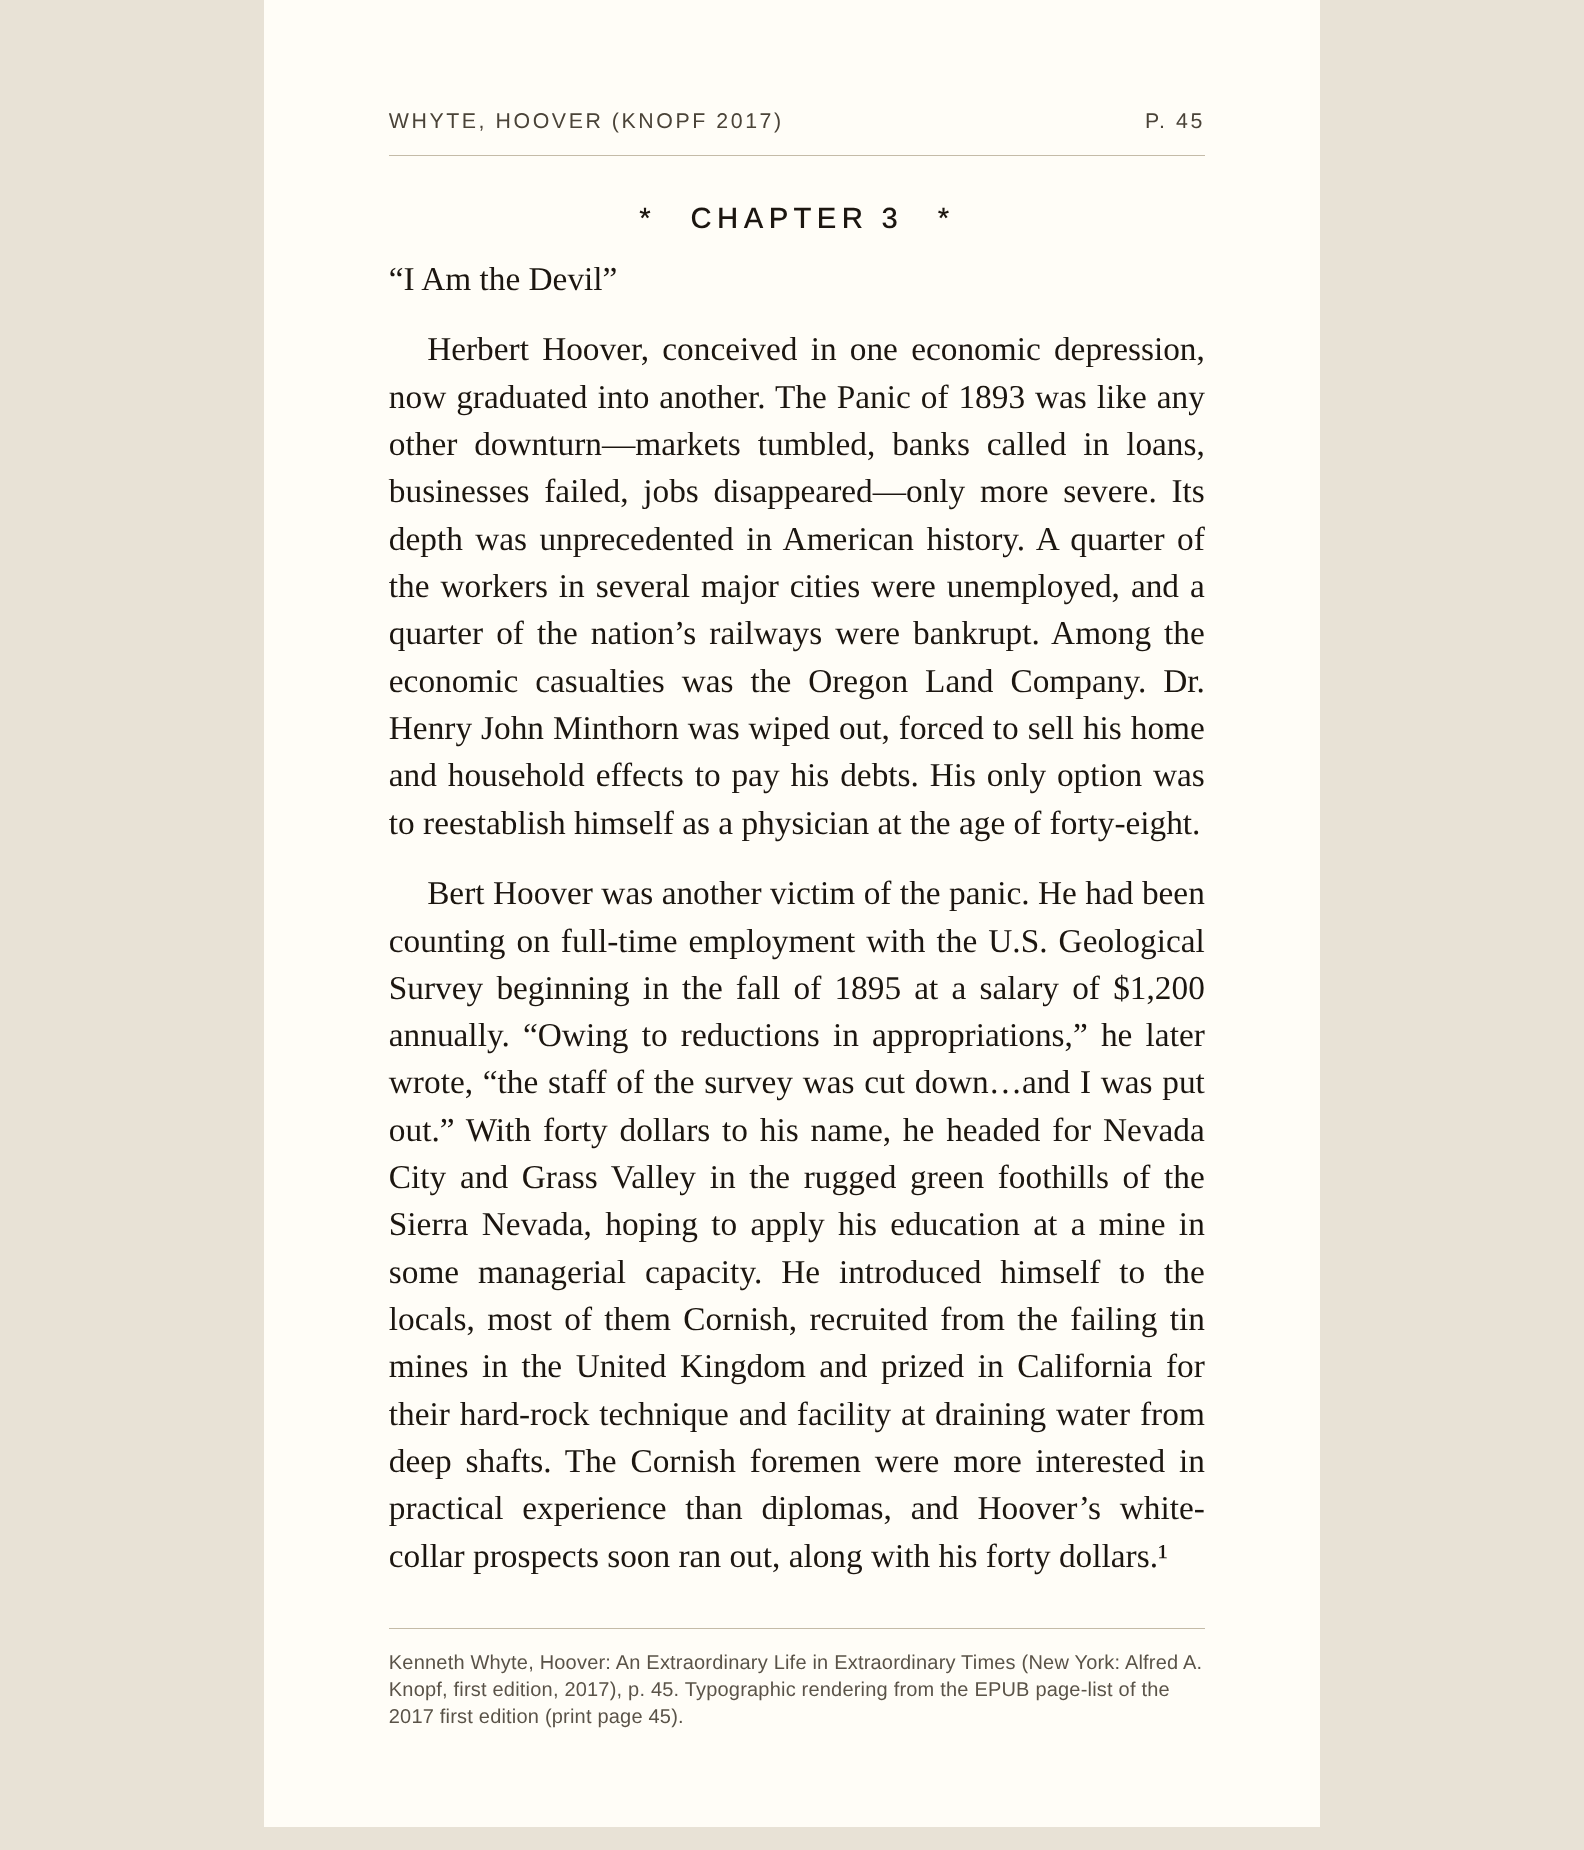 WHYTE, HOOVER (KNOPF 2017) P. 45
* CHAPTER 3 *
“I Am the Devil”
Herbert Hoover, conceived in one economic depression,
now graduated into another. The Panic of 1893 was like any
other downturn—markets tumbled, banks called in loans,
businesses failed, jobs disappeared—only more severe. Its
depth was unprecedented in American history. A quarter of
the workers in several major cities were unemployed, and a
quarter of the nation’s railways were bankrupt. Among the
economic casualties was the Oregon Land Company. Dr.
Henry John Minthorn was wiped out, forced to sell his home
and household effects to pay his debts. His only option was
to reestablish himself as a physician at the age of forty-eight.
Bert Hoover was another victim of the panic. He had been
counting on full-time employment with the U.S. Geological
Survey beginning in the fall of 1895 at a salary of $1,200
annually. “Owing to reductions in appropriations,” he later
wrote, “the staff of the survey was cut down…and I was put
out.” With forty dollars to his name, he headed for Nevada
City and Grass Valley in the rugged green foothills of the
Sierra Nevada, hoping to apply his education at a mine in
some managerial capacity. He introduced himself to the
locals, most of them Cornish, recruited from the failing tin
mines in the United Kingdom and prized in California for
their hard-rock technique and facility at draining water from
deep shafts. The Cornish foremen were more interested in
practical experience than diplomas, and Hoover’s white-
collar prospects soon ran out, along with his forty dollars.¹
Kenneth Whyte, Hoover: An Extraordinary Life in Extraordinary Times (New York: Alfred A.
Knopf, first edition, 2017), p. 45. Typographic rendering from the EPUB page-list of the
2017 first edition (print page 45).